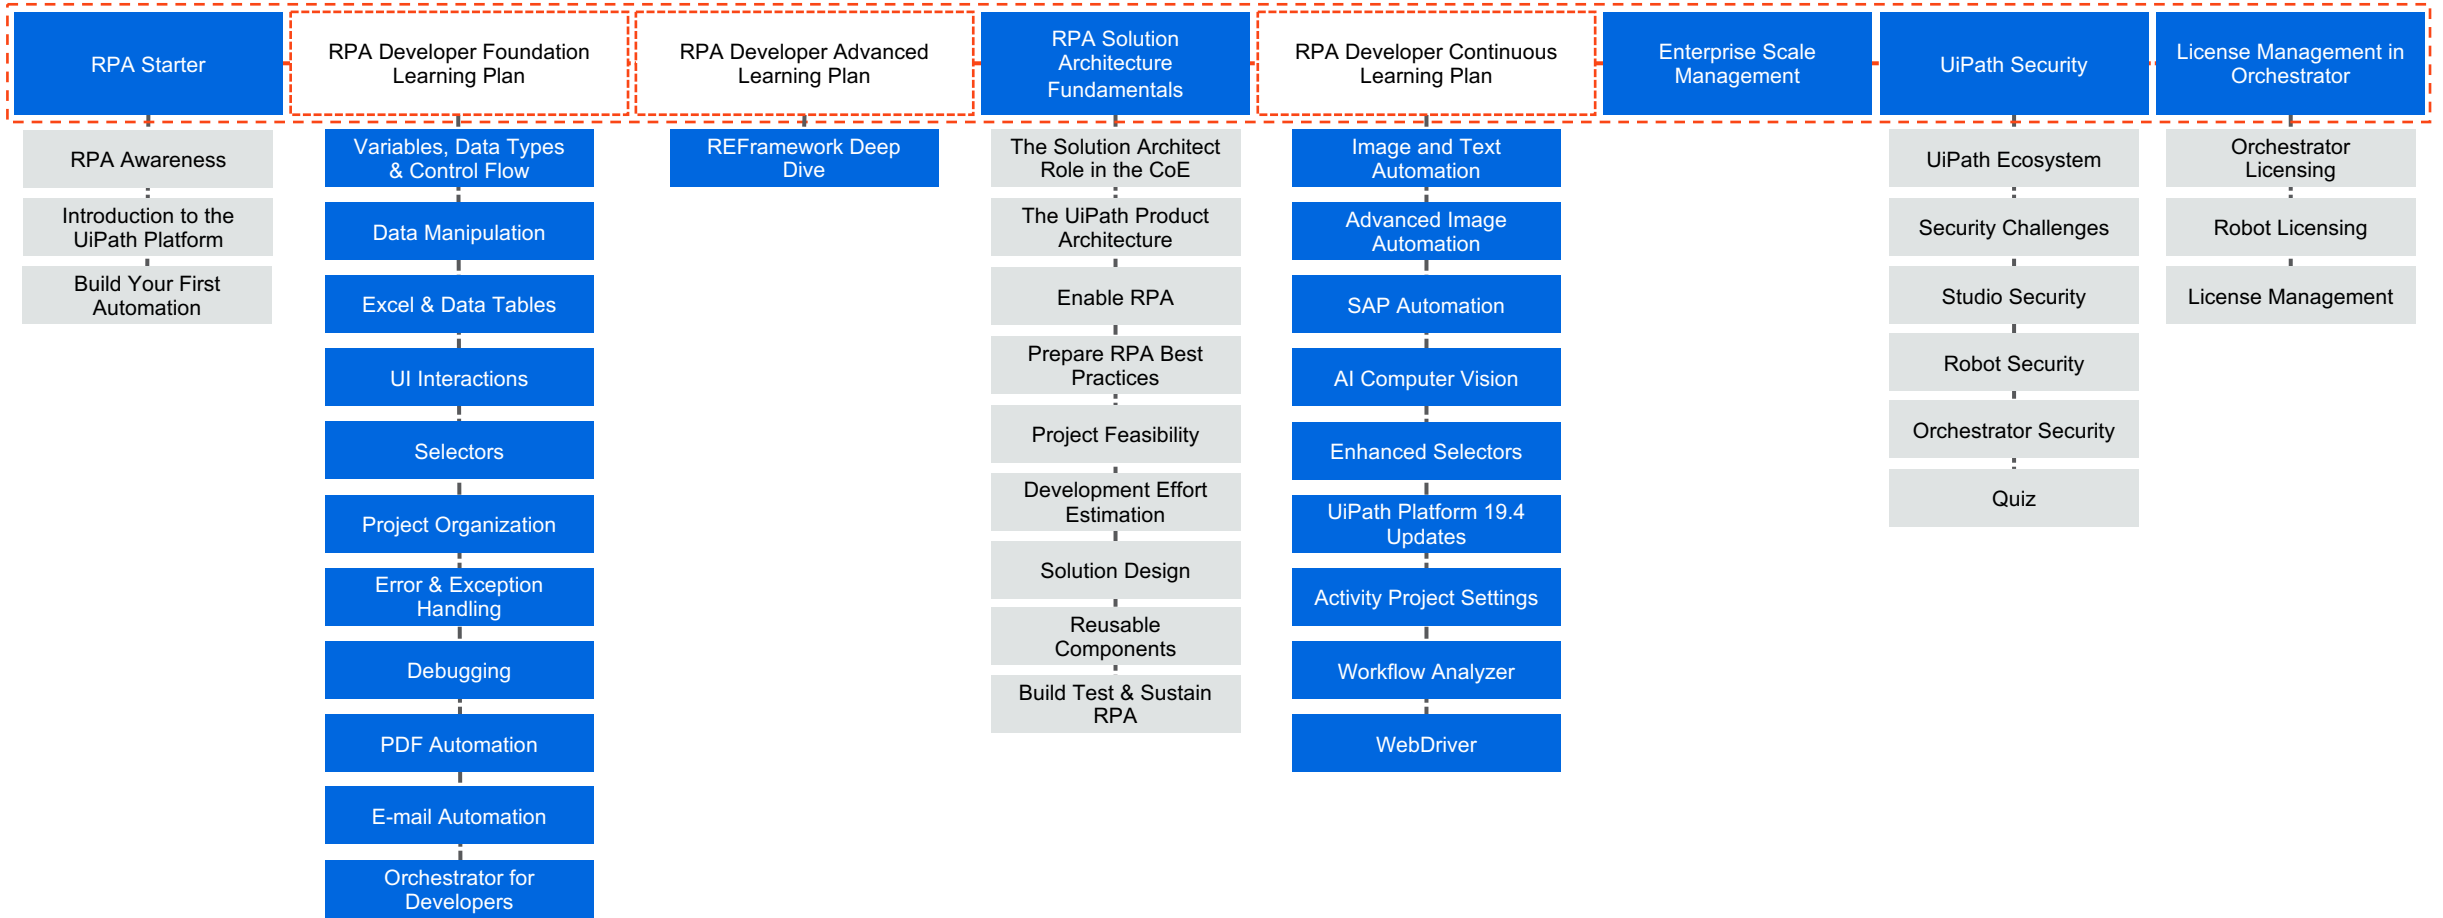 RPA Starter
RPA Developer Foundation
Learning Plan
RPA Developer Advanced
Learning Plan
RPA Solution
Architecture
Fundamentals
RPA Developer Continuous
Learning Plan
Enterprise Scale
Management
UiPath Security
License Management in
Orchestrator
RPA Awareness
Introduction to the
UiPath Platform
Build Your First
Automation
Variables, Data Types
& Control Flow
Data Manipulation
Excel & Data Tables
UI Interactions
Selectors
Project Organization
Error & Exception
Handling
Debugging
PDF Automation
E-mail Automation
Orchestrator for
Developers
REFramework Deep
Dive
The Solution Architect
Role in the CoE
The UiPath Product
Architecture
Enable RPA
Prepare RPA Best
Practices
Project Feasibility
Development Effort
Estimation
Solution Design
Reusable
Components
Build Test & Sustain
RPA
Image and Text
Automation
Advanced Image
Automation
SAP Automation
AI Computer Vision
Enhanced Selectors
UiPath Platform 19.4
Updates
Activity Project Settings
Workflow Analyzer
WebDriver
UiPath Ecosystem
Security Challenges
Studio Security
Robot Security
Orchestrator Security
Quiz
Orchestrator
Licensing
Robot Licensing
License Management